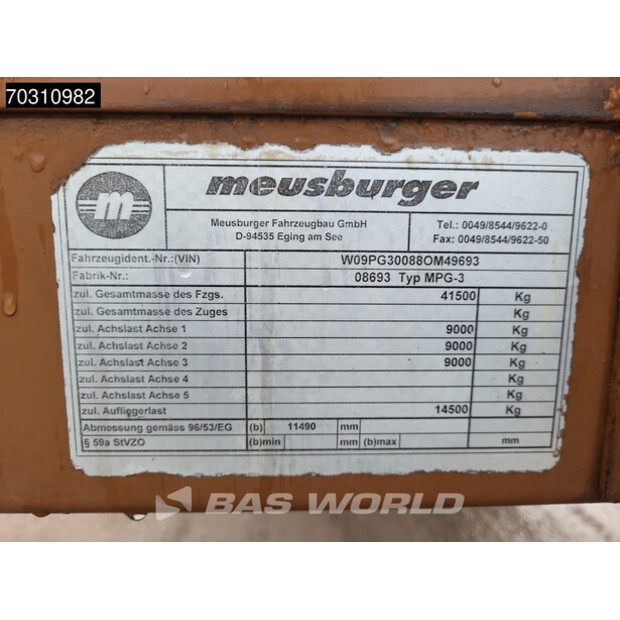 70310982
m
meusburger
Meusburger Fahrzeugbau GmbH
D-94535 Eging am See
Tel.: 0049/8544/9622-0
Fax: 0049/8544/9622-50
Fahrzeugident.-Nr.:(VIN) W09PG30088OM49693
Fabrik-Nr.: 08693 Typ MPG-3
zul. Gesamtmasse des Fzgs. 41500 Kg
zul. Gesamtmasse des Zuges Kg
zul. Achslast Achse 1 9000 Kg
zul. Achslast Achse 2 9000 Kg
zul. Achslast Achse 3 9000 Kg
zul. Achslast Achse 4 Kg
zul. Achslast Achse 5 Kg
zul. Aufliegerlast 14500 Kg
Abmessung gemäss 96/53/EG (b) 11490 mm
§ 59a StVZO (b)min mm (b)max mm
BAS WORLD